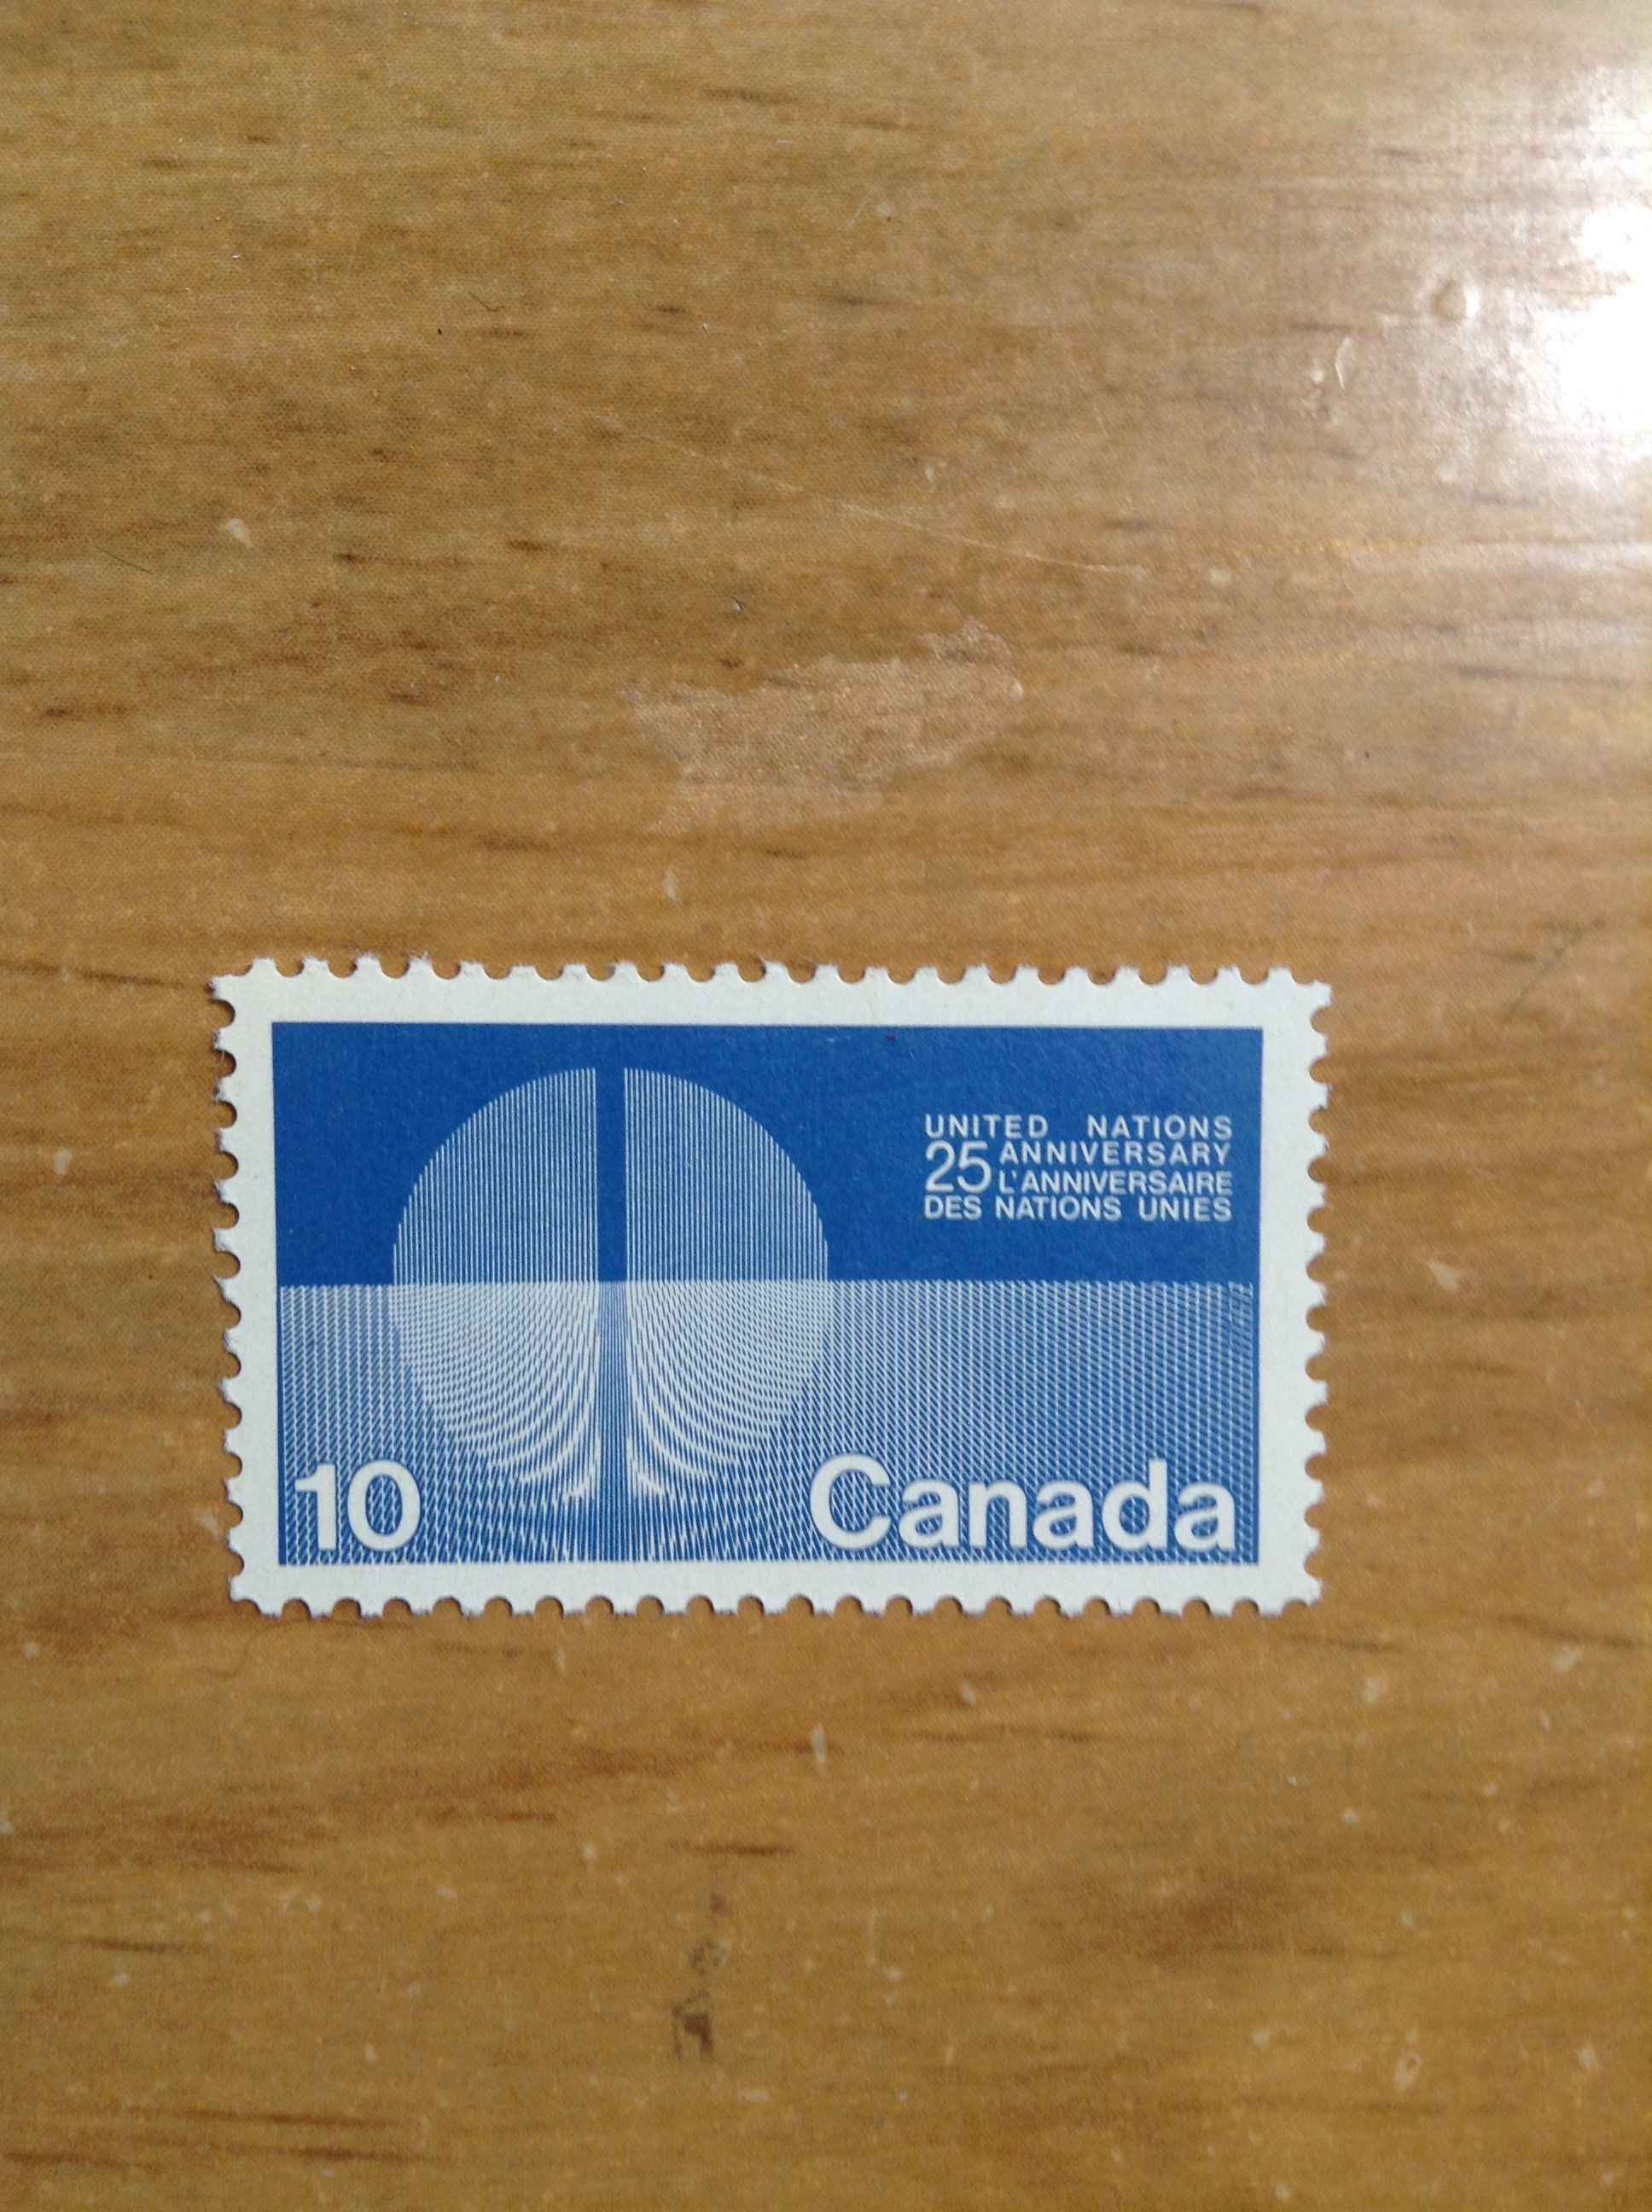 UNITED NATIONS
25 ANNIVERSARY
L'ANNIVERSAIRE
DES NATIONS UNIES
10 Canada